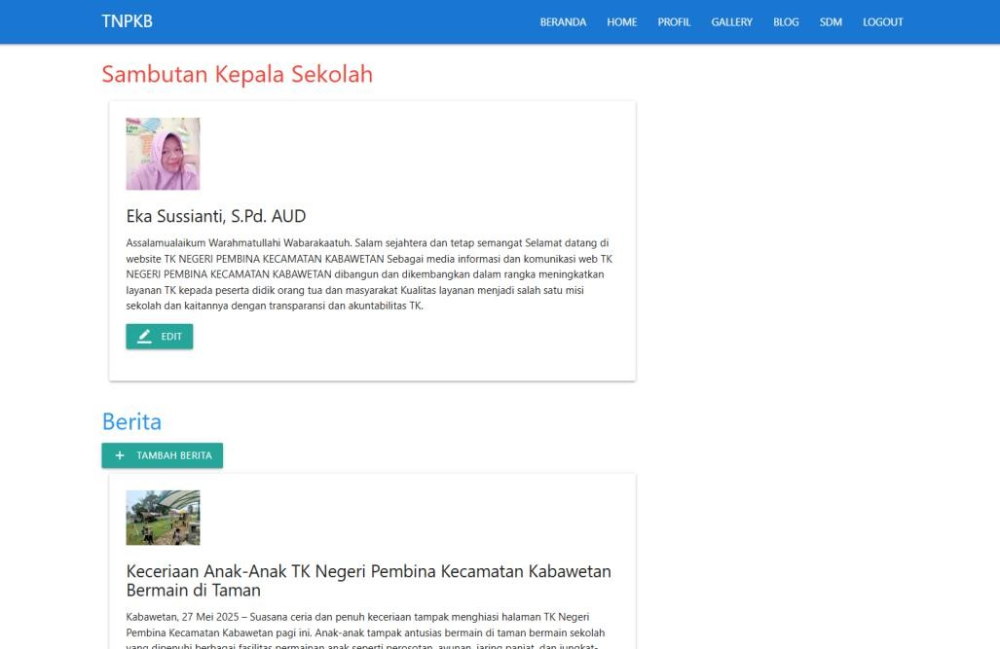 TNPKB
BERANDA HOME PROFIL GALLERY BLOG SDM LOGOUT
Sambutan Kepala Sekolah
Eka Sussianti, S.Pd. AUD
Assalamualaikum Warahmatullahi Wabarakaatuh. Salam sejahtera dan tetap semangat Selamat datang di
website TK NEGERI PEMBINA KECAMATAN KABAWETAN Sebagai media informasi dan komunikasi web TK
NEGERI PEMBINA KECAMATAN KABAWETAN dibangun dan dikembangkan dalam rangka meningkatkan
layanan TK kepada peserta didik orang tua dan masyarakat Kualitas layanan menjadi salah satu misi
sekolah dan kaitannya dengan transparansi dan akuntabilitas TK.
EDIT
Berita
+ TAMBAH BERITA
Keceriaan Anak-Anak TK Negeri Pembina Kecamatan Kabawetan
Bermain di Taman
Kabawetan, 27 Mei 2025 – Suasana ceria dan penuh keceriaan tampak menghiasi halaman TK Negeri
Pembina Kecamatan Kabawetan pagi ini. Anak-anak tampak antusias bermain di taman bermain sekolah
yang dipenuhi berbagai fasilitas permainan anak seperti perosotan, ayunan, jaring panjat, dan jungkat-